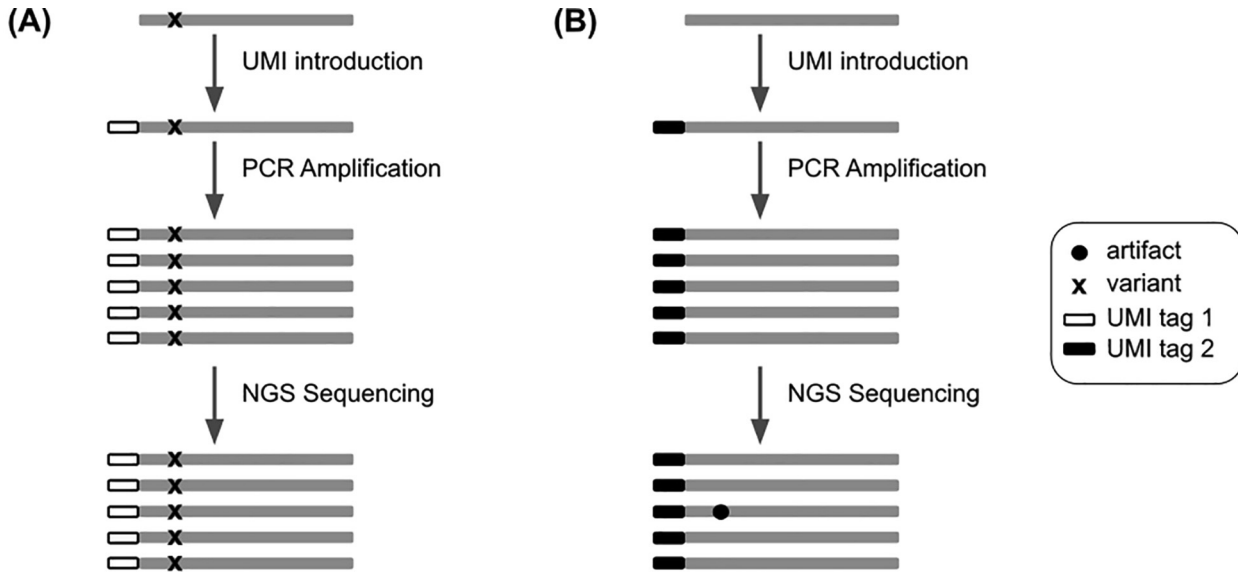 (A)
UMI introduction
PCR Amplification
NGS Sequencing
(B)
UMI introduction
PCR Amplification
NGS Sequencing
artifact
x variant
UMI tag 1
UMI tag 2